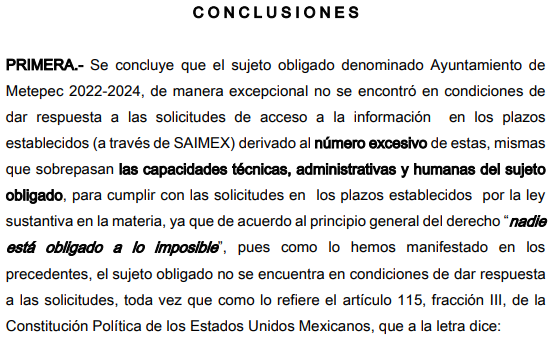 CONCLUSIONES
PRIMERA.- Se concluye que el sujeto obligado denominado Ayuntamiento de
Metepec 2022-2024, de manera excepcional no se encontró en condiciones de
dar respuesta a las solicitudes de acceso a la información en los plazos
establecidos (a través de SAIMEX) derivado al número excesivo de estas, mismas
que sobrepasan las capacidades técnicas, administrativas y humanas del sujeto
obligado, para cumplir con las solicitudes en los plazos establecidos por la ley
sustantiva en la materia, ya que de acuerdo al principio general del derecho “nadie
está obligado a lo imposible”, pues como lo hemos manifestado en los
precedentes, el sujeto obligado no se encuentra en condiciones de dar respuesta
a las solicitudes, toda vez que como lo refiere el artículo 115, fracción III, de la
Constitución Política de los Estados Unidos Mexicanos, que a la letra dice: